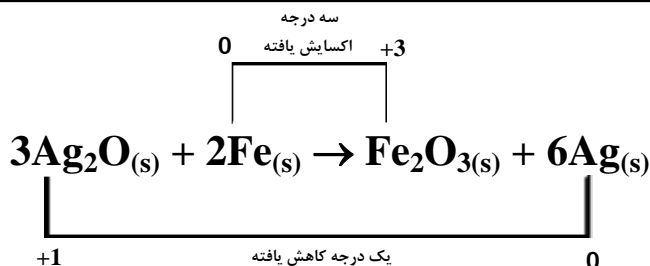 سه درجه
0 اکسایش یافته +3
3Ag₂O(s) + 2Fe(s) → Fe₂O₃(s) + 6Ag(s)
+1 یک درجه کاهش یافته 0